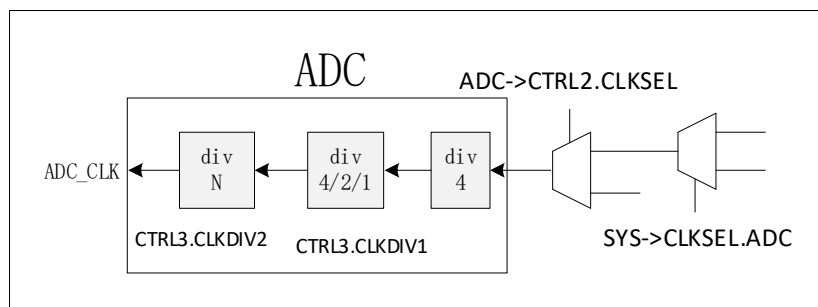 ADC
ADC->CTRL2.CLKSEL
ADC_CLK
div
N
div
4/2/1
div
4
CTRL3.CLKDIV2
CTRL3.CLKDIV1
SYS->CLKSEL.ADC